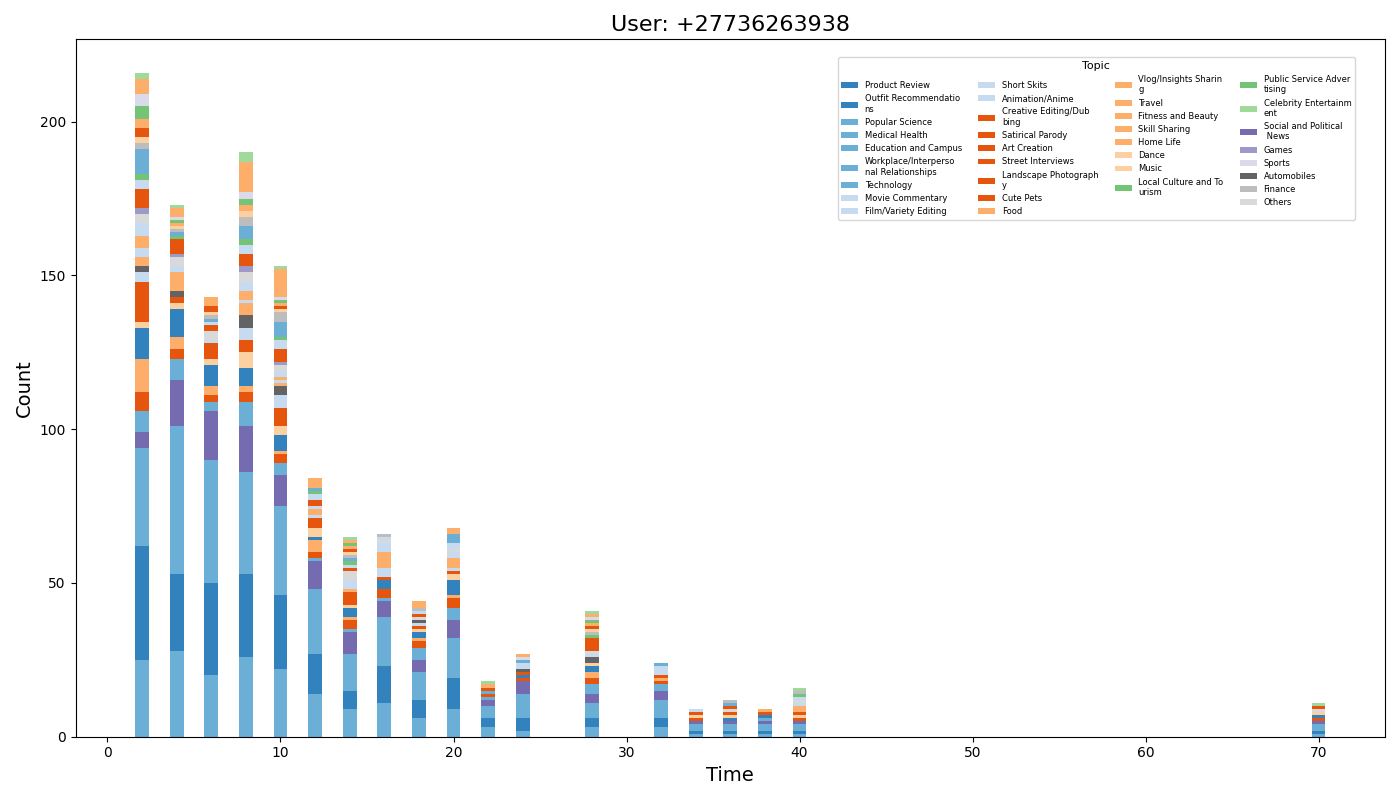 User: +27736263938
Count
200
150
100
50
0
0 10 20 30 40 50 60 70
Time
Topic
Product Review
Outfit Recommendatio
ns
Popular Science
Medical Health
Education and Campus
Workplace/Interperso
nal Relationships
Technology
Movie Commentary
Film/Variety Editing
Short Skits
Animation/Anime
Creative Editing/Dub
bing
Satirical Parody
Art Creation
Street Interviews
Landscape Photograph
y
Cute Pets
Food
Vlog/Insights Sharin
g
Travel
Fitness and Beauty
Skill Sharing
Home Life
Dance
Music
Local Culture and To
urism
Public Service Adver
tising
Celebrity Entertainm
ent
Social and Political
News
Games
Sports
Automobiles
Finance
Others